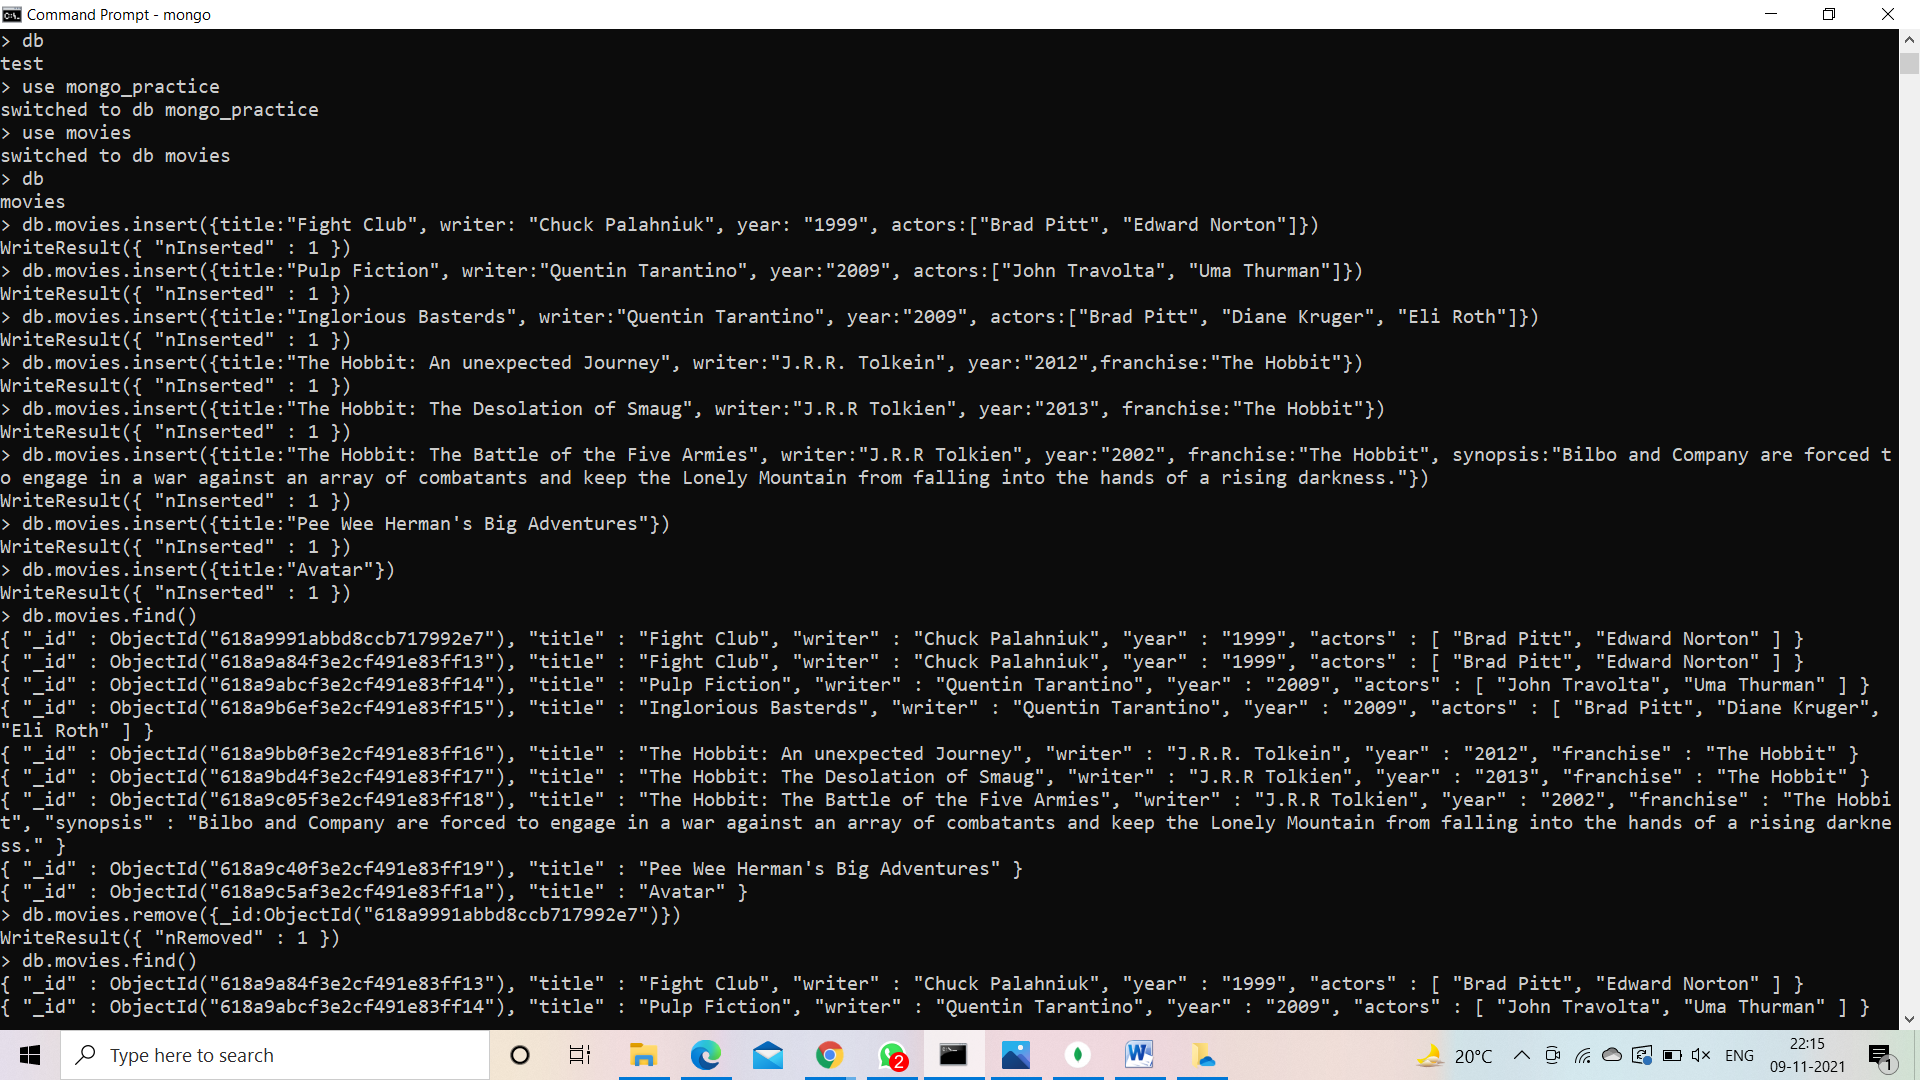 Command Prompt - mongo
> db
test
> use mongo_practice
switched to db mongo_practice
> use movies
switched to db movies
> db
movies
> db.movies.insert({title:"Fight Club", writer: "Chuck Palahniuk", year: "1999", actors:["Brad Pitt", "Edward Norton"]})
WriteResult({ "nInserted" : 1 })
> db.movies.insert({title:"Pulp Fiction", writer:"Quentin Tarantino", year:"2009", actors:["John Travolta", "Uma Thurman"]})
WriteResult({ "nInserted" : 1 })
> db.movies.insert({title:"Inglorious Basterds", writer:"Quentin Tarantino", year:"2009", actors:["Brad Pitt", "Diane Kruger", "Eli Roth"]})
WriteResult({ "nInserted" : 1 })
> db.movies.insert({title:"The Hobbit: An unexpected Journey", writer:"J.R.R. Tolkein", year:"2012",franchise:"The Hobbit"})
WriteResult({ "nInserted" : 1 })
> db.movies.insert({title:"The Hobbit: The Desolation of Smaug", writer:"J.R.R Tolkien", year:"2013", franchise:"The Hobbit"})
WriteResult({ "nInserted" : 1 })
> db.movies.insert({title:"The Hobbit: The Battle of the Five Armies", writer:"J.R.R Tolkien", year:"2002", franchise:"The Hobbit", synopsis:"Bilbo and Company are forced t
o engage in a war against an array of combatants and keep the Lonely Mountain from falling into the hands of a rising darkness."})
WriteResult({ "nInserted" : 1 })
> db.movies.insert({title:"Pee Wee Herman's Big Adventures"})
WriteResult({ "nInserted" : 1 })
> db.movies.insert({title:"Avatar"})
WriteResult({ "nInserted" : 1 })
> db.movies.find()
{ "_id" : ObjectId("618a9991abbd8ccb717992e7"), "title" : "Fight Club", "writer" : "Chuck Palahniuk", "year" : "1999", "actors" : [ "Brad Pitt", "Edward Norton" ] }
{ "_id" : ObjectId("618a9a84f3e2cf491e83ff13"), "title" : "Fight Club", "writer" : "Chuck Palahniuk", "year" : "1999", "actors" : [ "Brad Pitt", "Edward Norton" ] }
{ "_id" : ObjectId("618a9abcf3e2cf491e83ff14"), "title" : "Pulp Fiction", "writer" : "Quentin Tarantino", "year" : "2009", "actors" : [ "John Travolta", "Uma Thurman" ] }
{ "_id" : ObjectId("618a9b6ef3e2cf491e83ff15"), "title" : "Inglorious Basterds", "writer" : "Quentin Tarantino", "year" : "2009", "actors" : [ "Brad Pitt", "Diane Kruger",
"Eli Roth" ] }
{ "_id" : ObjectId("618a9bb0f3e2cf491e83ff16"), "title" : "The Hobbit: An unexpected Journey", "writer" : "J.R.R. Tolkein", "year" : "2012", "franchise" : "The Hobbit" }
{ "_id" : ObjectId("618a9bd4f3e2cf491e83ff17"), "title" : "The Hobbit: The Desolation of Smaug", "writer" : "J.R.R Tolkien", "year" : "2013", "franchise" : "The Hobbit" }
{ "_id" : ObjectId("618a9c05f3e2cf491e83ff18"), "title" : "The Hobbit: The Battle of the Five Armies", "writer" : "J.R.R Tolkien", "year" : "2002", "franchise" : "The Hobbi
t", "synopsis" : "Bilbo and Company are forced to engage in a war against an array of combatants and keep the Lonely Mountain from falling into the hands of a rising darkne
ss." }
{ "_id" : ObjectId("618a9c40f3e2cf491e83ff19"), "title" : "Pee Wee Herman's Big Adventures" }
{ "_id" : ObjectId("618a9c5af3e2cf491e83ff1a"), "title" : "Avatar" }
> db.movies.remove({_id:ObjectId("618a9991abbd8ccb717992e7")})
WriteResult({ "nRemoved" : 1 })
> db.movies.find()
{ "_id" : ObjectId("618a9a84f3e2cf491e83ff13"), "title" : "Fight Club", "writer" : "Chuck Palahniuk", "year" : "1999", "actors" : [ "Brad Pitt", "Edward Norton" ] }
{ "_id" : ObjectId("618a9abcf3e2cf491e83ff14"), "title" : "Pulp Fiction", "writer" : "Quentin Tarantino", "year" : "2009", "actors" : [ "John Travolta", "Uma Thurman" ] }
Type here to search
2
20°C
ENG
22:15
09-11-2021
1